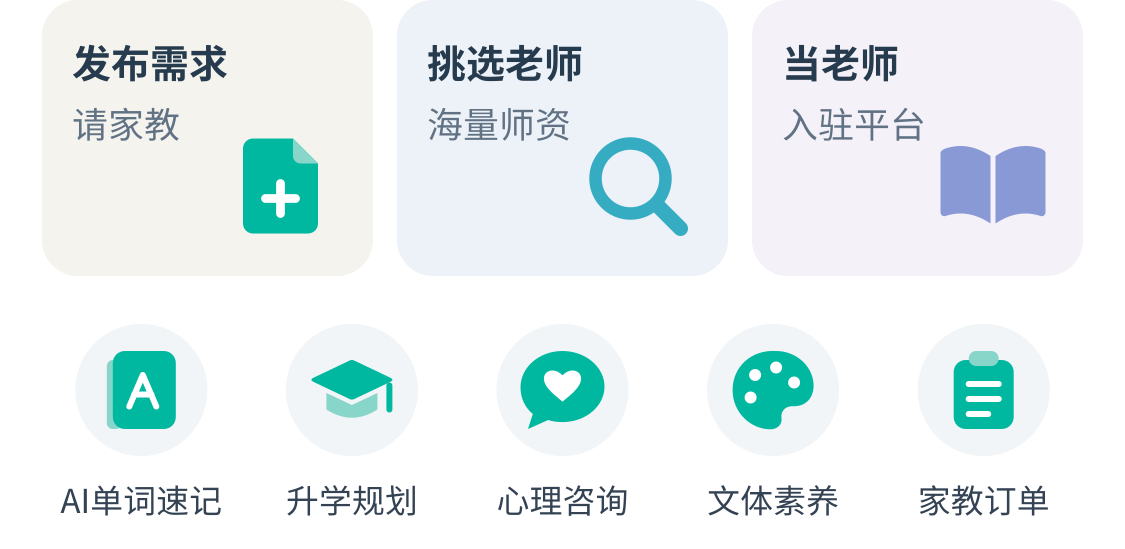 发布需求
请家教
挑选老师
海量师资
当老师
入驻平台
A
AI单词速记
升学规划
心理咨询
文体素养
家教订单